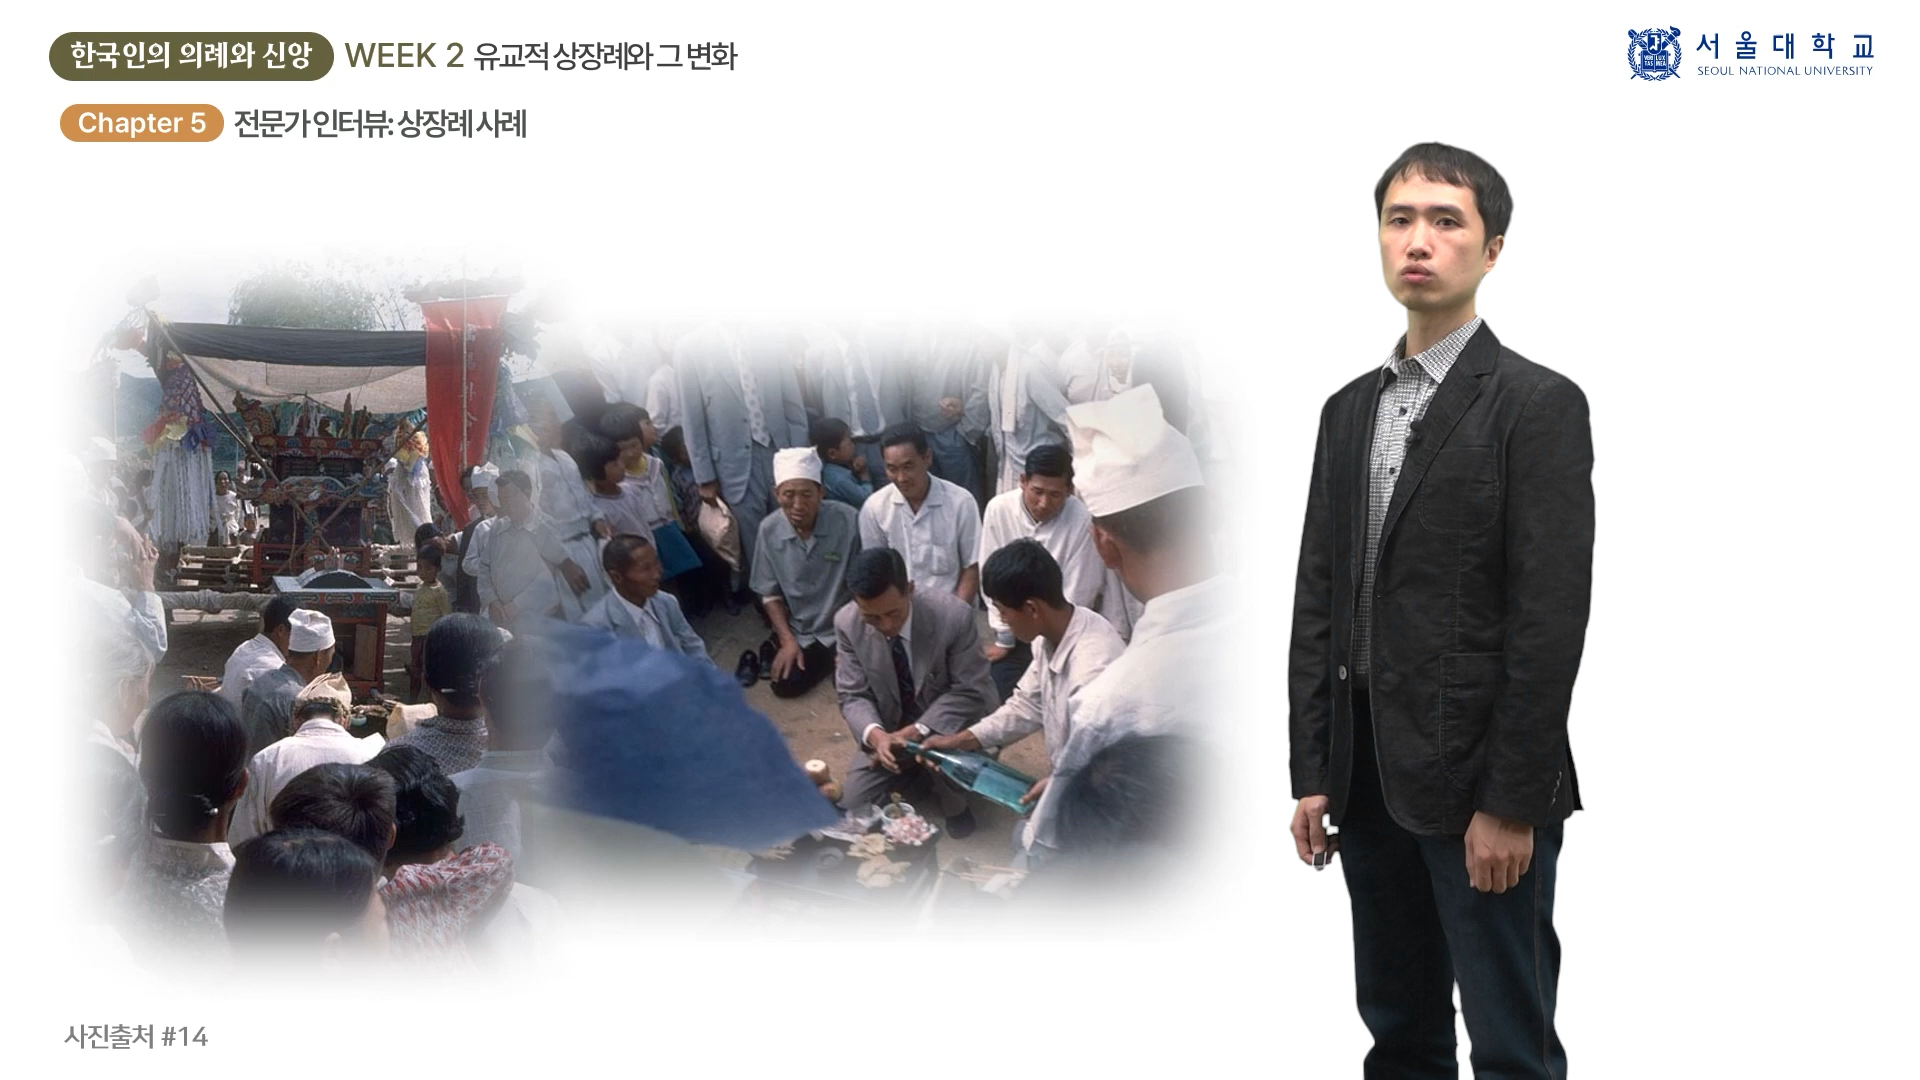 한국인의 의례와 신앙 WEEK 2 유교적 상장례와 그 변화
서울대학교
SEOUL NATIONAL UNIVERSITY
Chapter 5 전문가 인터뷰: 상장례 사례
사진출처 #14